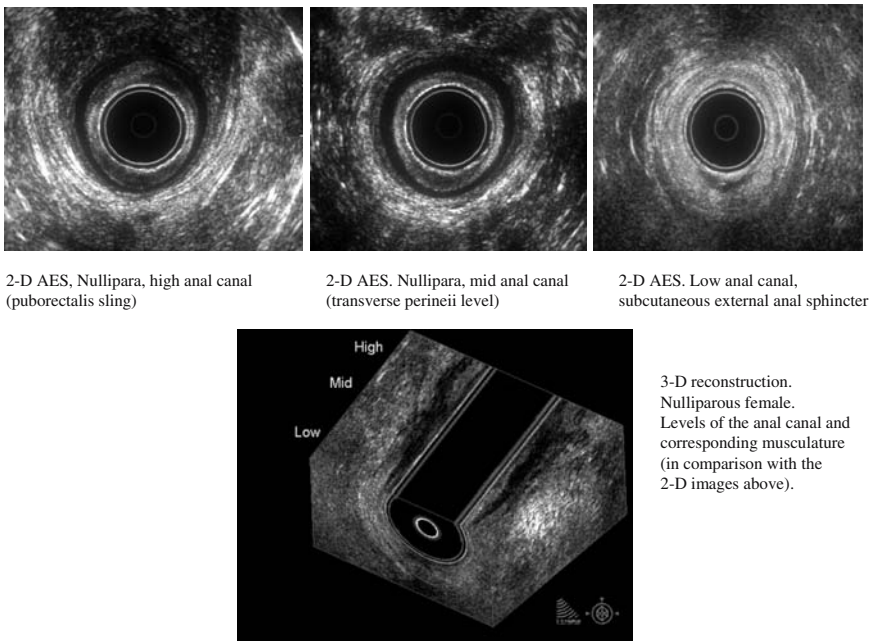 2-D AES, Nullipara, high anal canal
(puborectalis sling)
2-D AES. Nullipara, mid anal canal
(transverse perineii level)
2-D AES. Low anal canal,
subcutaneous external anal sphincter
High
Mid
Low
3-D reconstruction.
Nulliparous female.
Levels of the anal canal and
corresponding musculature
(in comparison with the
2-D images above).